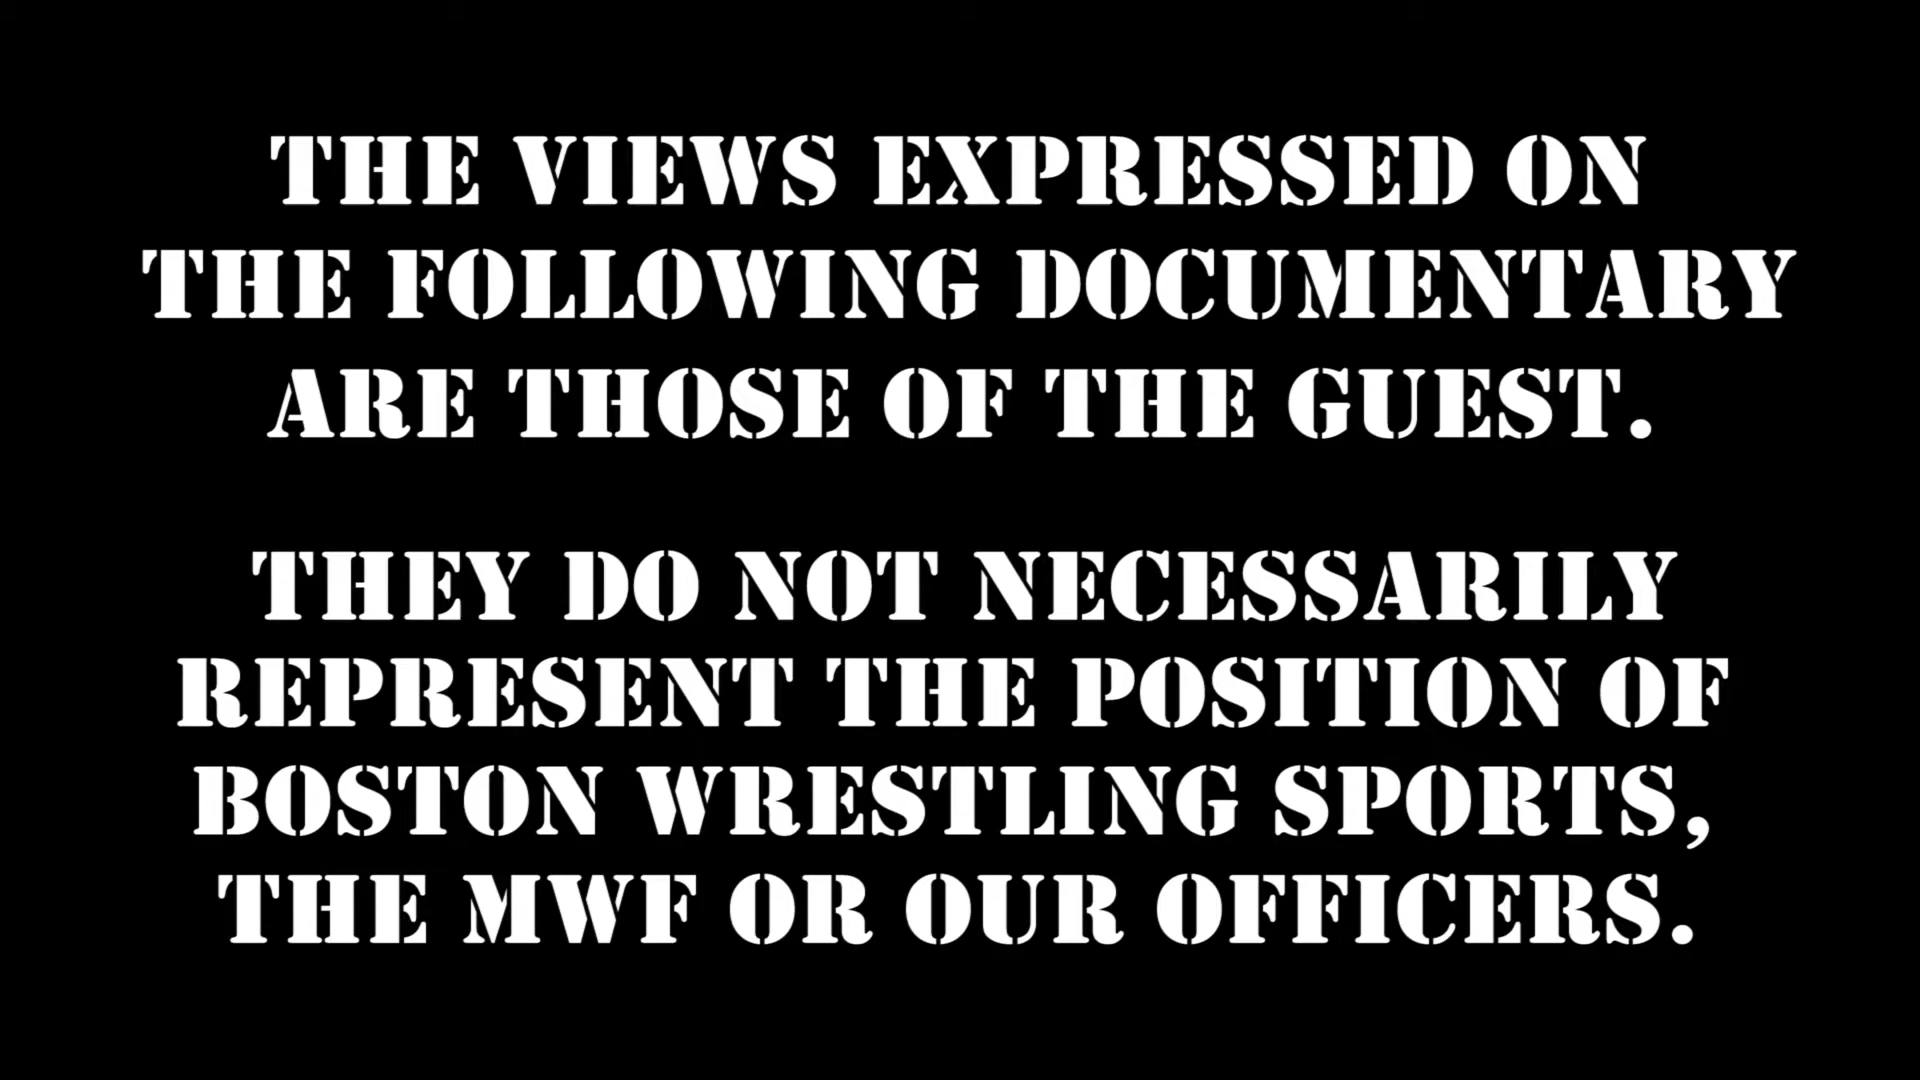 THE VIEWS EXPRESSED ON
THE FOLLOWING DOCUMENTARY
ARE THOSE OF THE GUEST.
THEY DO NOT NECESSARILY
REPRESENT THE POSITION OF
BOSTON WRESTLING SPORTS,
THE MWF OR OUR OFFICERS.